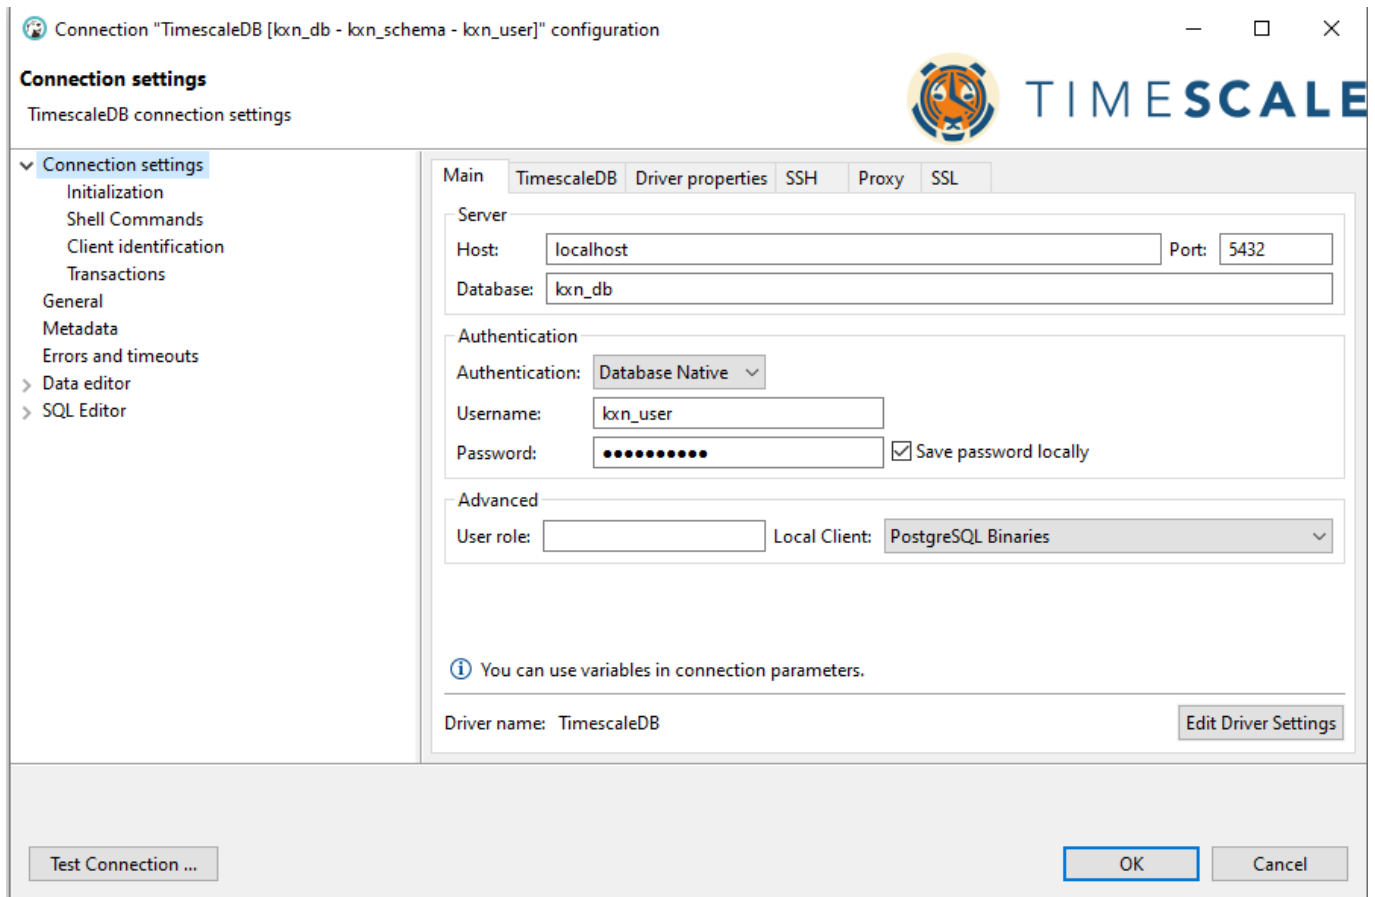 Connection "TimescaleDB [kxn_db - kxn_schema - kxn_user]" configuration
Connection settings
TimescaleDB connection settings
TIMESCALE
Connection settings
Initialization
Shell Commands
Client identification
Transactions
General
Metadata
Errors and timeouts
Data editor
SQL Editor
Main TimescaleDB Driver properties SSH Proxy SSL
Server
Host: localhost Port: 5432
Database: kxn_db
Authentication
Authentication: Database Native
Username: kxn_user
Password: •••••••••• Save password locally
Advanced
User role: Local Client: PostgreSQL Binaries
You can use variables in connection parameters.
Driver name: TimescaleDB Edit Driver Settings
Test Connection ... OK Cancel